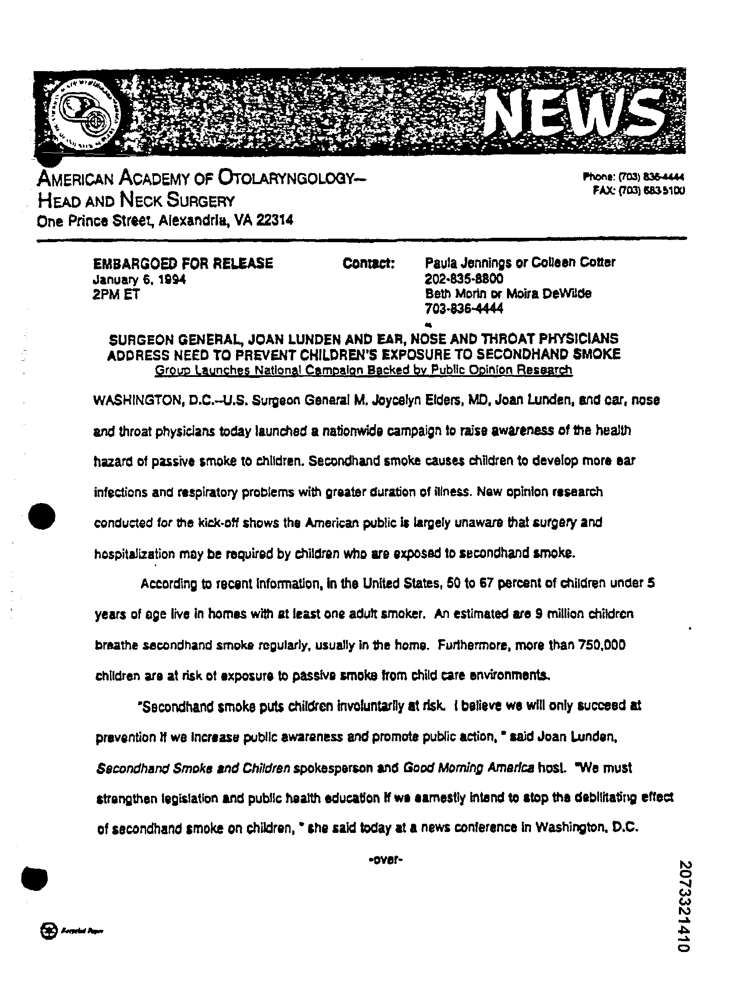 NEWS
AMERICAN ACADEMY OF OTOLARYNGOLOGY—
HEAD AND NECK SURGERY
One Prince Street, Alexandria, VA 22314
Phone: (703) 836-4444
FAX: (703) 683-5100
EMBARGOED FOR RELEASE
January 6, 1994
2PM ET
Contact: Paula Jennings or Colleen Cotter
202-835-8800
Beth Morin or Moira DeWilde
703-836-4444
SURGEON GENERAL, JOAN LUNDEN AND EAR, NOSE AND THROAT PHYSICIANS
ADDRESS NEED TO PREVENT CHILDREN'S EXPOSURE TO SECONDHAND SMOKE
Group Launches National Campaign Backed by Public Opinion Research
WASHINGTON, D.C.--U.S. Surgeon General M. Joycelyn Elders, MD, Joan Lunden, and ear, nose
and throat physicians today launched a nationwide campaign to raise awareness of the health
hazard of passive smoke to children. Secondhand smoke causes children to develop more ear
infections and respiratory problems with greater duration of illness. New opinion research
conducted for the kick-off shows the American public is largely unaware that surgery and
hospitalization may be required by children who are exposed to secondhand smoke.
According to recent information, in the United States, 50 to 67 percent of children under 5
years of age live in homes with at least one adult smoker. An estimated are 9 million children
breathe secondhand smoke regularly, usually in the home. Furthermore, more than 750,000
children are at risk of exposure to passive smoke from child care environments.
"Secondhand smoke puts children involuntarily at risk. I believe we will only succeed at
prevention if we increase public awareness and promote public action, " said Joan Lunden,
Secondhand Smoke and Children spokesperson and Good Morning America host. "We must
strengthen legislation and public health education if we earnestly intend to stop the debilitating effect
of secondhand smoke on children, " she said today at a news conference in Washington, D.C.
-over-
2073321410
Recycled Paper